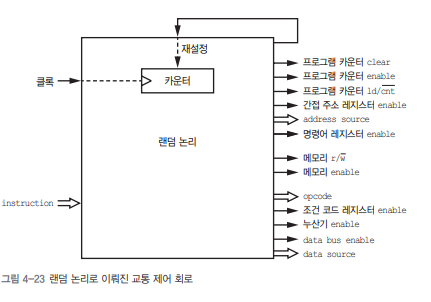 재설정
카운터
클록
랜덤 논리
instruction
프로그램 카운터 clear
프로그램 카운터 enable
프로그램 카운터 ld/c̅n̅t̅
간접 주소 레지스터 enable
address source
명령어 레지스터 enable
메모리 r/w̅
메모리 enable
opcode
조건 코드 레지스터 enable
누산기 enable
data bus enable
data source
그림 4-23 랜덤 논리로 이뤄진 교통 제어 회로